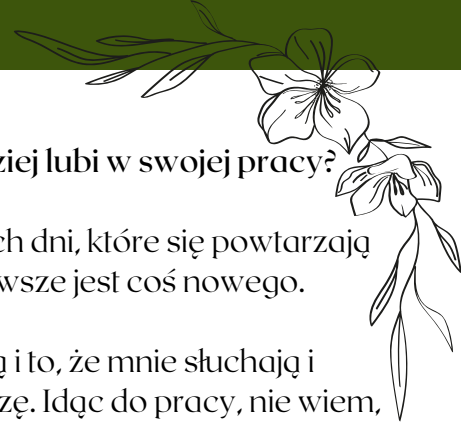 ziej lubi w swojej pracy?
ch dni, które się powtarzają
wsze jest coś nowego.
ą i to, że mnie słuchają i
zę. Idąc do pracy, nie wiem,